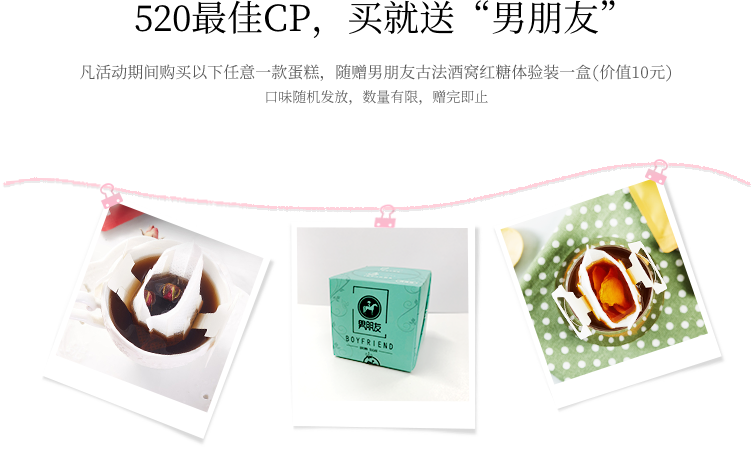 520最佳CP，买就送“男朋友”
凡活动期间购买以下任意一款蛋糕，随赠男朋友古法酒窝红糖体验装一盒(价值10元)
口味随机发放，数量有限，赠完即止
男朋友
BOYFRIEND